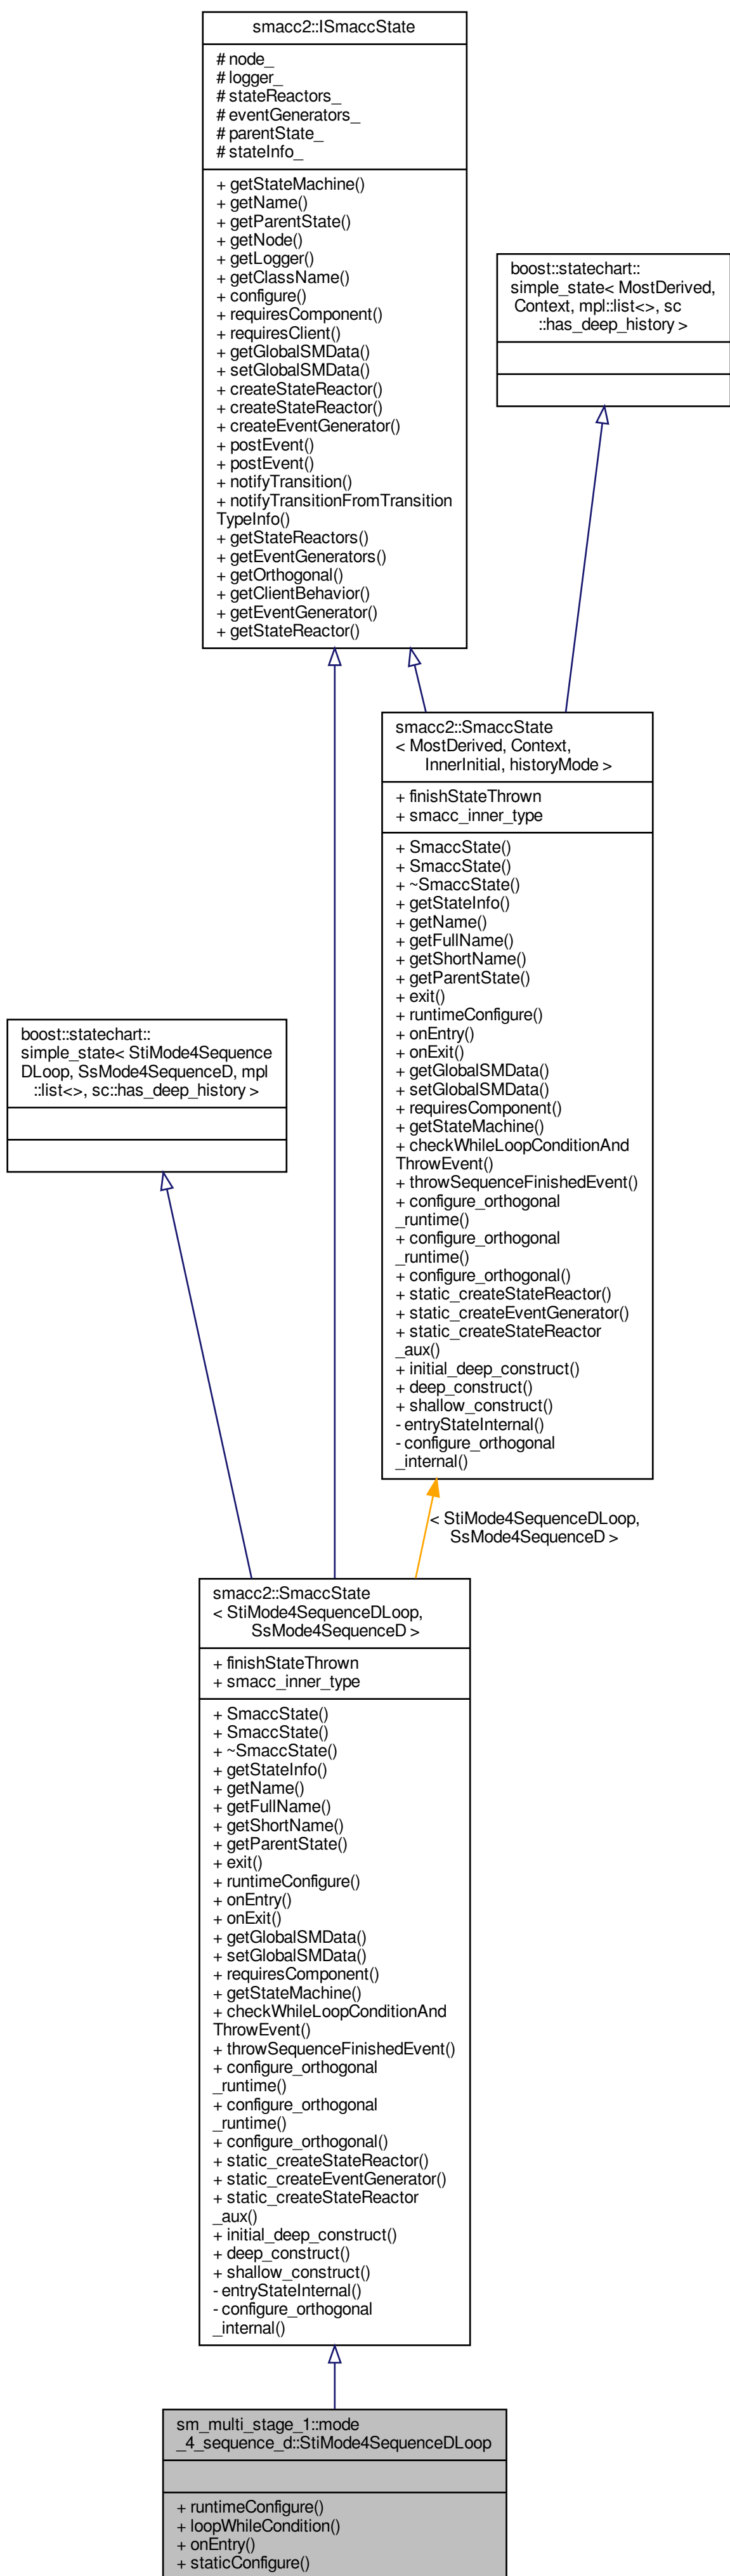 smacc2::ISmaccState
# node_
# logger_
# stateReactors_
# eventGenerators_
# parentState_
# stateInfo_
+ getStateMachine()
+ getName()
+ getParentState()
+ getNode()
+ getLogger()
+ getClassName()
+ configure()
+ requiresComponent()
+ requiresClient()
+ getGlobalSMData()
+ setGlobalSMData()
+ createStateReactor()
+ createStateReactor()
+ createEventGenerator()
+ postEvent()
+ postEvent()
+ notifyTransition()
+ notifyTransitionFromTransition
TypeInfo()
+ getStateReactors()
+ getEventGenerators()
+ getOrthogonal()
+ getClientBehavior()
+ getEventGenerator()
+ getStateReactor()
boost::statechart::
simple_state< MostDerived,
Context, mpl::list<>, sc
::has_deep_history >
smacc2::SmaccState
< MostDerived, Context,
InnerInitial, historyMode >
+ finishStateThrown
+ smacc_inner_type
+ SmaccState()
+ SmaccState()
+ ~SmaccState()
+ getStateInfo()
+ getName()
+ getFullName()
+ getShortName()
+ getParentState()
+ exit()
+ runtimeConfigure()
+ onEntry()
+ onExit()
+ getGlobalSMData()
+ setGlobalSMData()
+ requiresComponent()
+ getStateMachine()
+ checkWhileLoopConditionAnd
ThrowEvent()
+ throwSequenceFinishedEvent()
+ configure_orthogonal
_runtime()
+ configure_orthogonal
_runtime()
+ configure_orthogonal()
+ static_createStateReactor()
+ static_createEventGenerator()
+ static_createStateReactor
_aux()
+ initial_deep_construct()
+ deep_construct()
+ shallow_construct()
- entryStateInternal()
- configure_orthogonal
_internal()
boost::statechart::
simple_state< StiMode4Sequence
DLoop, SsMode4SequenceD, mpl
::list<>, sc::has_deep_history >
< StiMode4SequenceDLoop,
SsMode4SequenceD >
smacc2::SmaccState
< StiMode4SequenceDLoop,
SsMode4SequenceD >
+ finishStateThrown
+ smacc_inner_type
+ SmaccState()
+ SmaccState()
+ ~SmaccState()
+ getStateInfo()
+ getName()
+ getFullName()
+ getShortName()
+ getParentState()
+ exit()
+ runtimeConfigure()
+ onEntry()
+ onExit()
+ getGlobalSMData()
+ setGlobalSMData()
+ requiresComponent()
+ getStateMachine()
+ checkWhileLoopConditionAnd
ThrowEvent()
+ throwSequenceFinishedEvent()
+ configure_orthogonal
_runtime()
+ configure_orthogonal
_runtime()
+ configure_orthogonal()
+ static_createStateReactor()
+ static_createEventGenerator()
+ static_createStateReactor
_aux()
+ initial_deep_construct()
+ deep_construct()
+ shallow_construct()
- entryStateInternal()
- configure_orthogonal
_internal()
sm_multi_stage_1::mode
_4_sequence_d::StiMode4SequenceDLoop
+ runtimeConfigure()
+ loopWhileCondition()
+ onEntry()
+ staticConfigure()